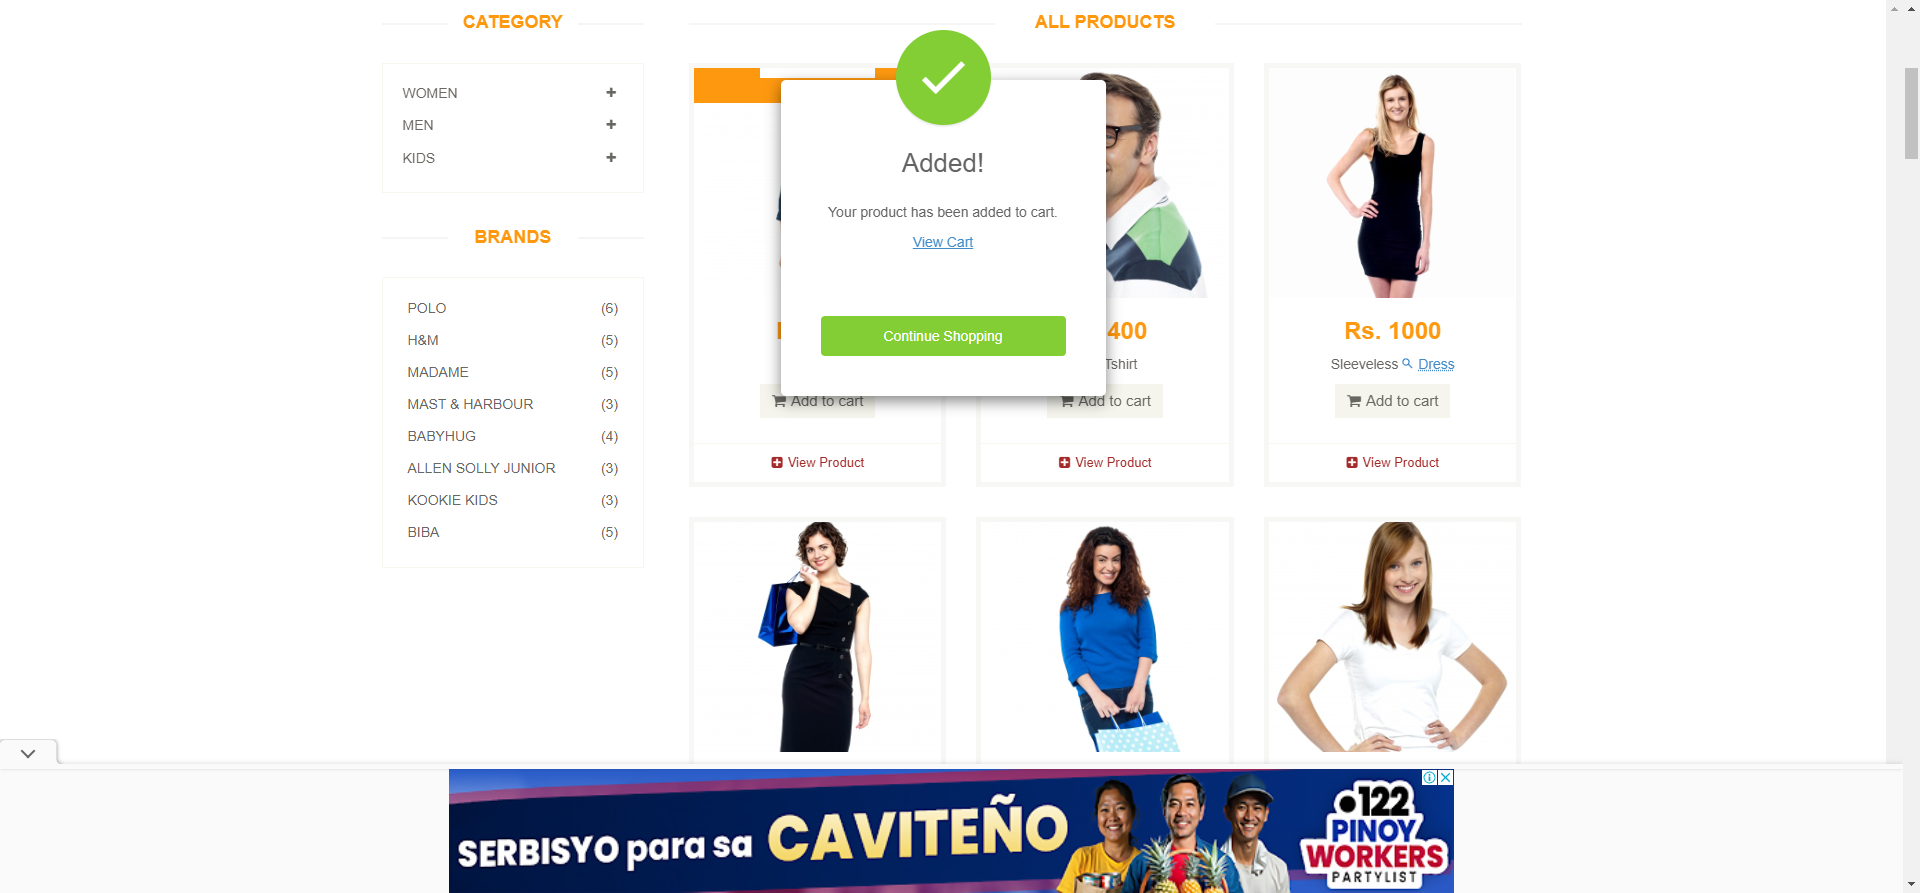 CATEGORY
WOMEN
MEN
KIDS
BRANDS
POLO (6)
H&M (5)
MADAME (5)
MAST & HARBOUR (3)
BABYHUG (4)
ALLEN SOLLY JUNIOR (3)
KOOKIE KIDS (3)
BIBA (5)
ALL PRODUCTS
Added!
Your product has been added to cart.
View Cart
Continue Shopping
Add to cart
View Product
400
Tshirt
Add to cart
View Product
Rs. 1000
Sleeveless Dress
Add to cart
View Product
SERBISYO para sa CAVITEÑO
122
PINOY
WORKERS
PARTYLIST